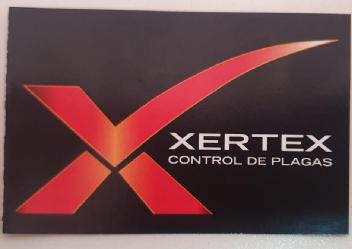 XERTEX
CONTROL DE PLAGAS